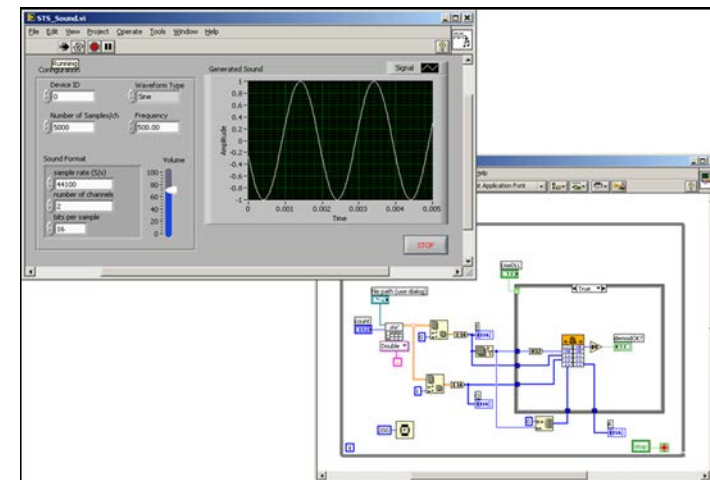 STS_Sound.vi
File Edit View Project Operate Tools Window Help
Running
Configuration
Device ID
0
Waveform Type
Sine
Number of Samples/ch
5000
Frequency
500.00
Sound Format
sample rate (S/s)
44100
number of channels
2
bits per sample
16
Volume
100
80
60
40
20
0
Generated Sound
Signal
Amplitude
1
0.8
0.6
0.4
0.2
0
-0.2
-0.4
-0.6
-0.8
-1
0 0.001 0.002 0.003 0.004 0.005
Time
STOP
Help
Application Font
file path (use dialog)
count
Double
UseDLL
True
I16
I16
stop
i